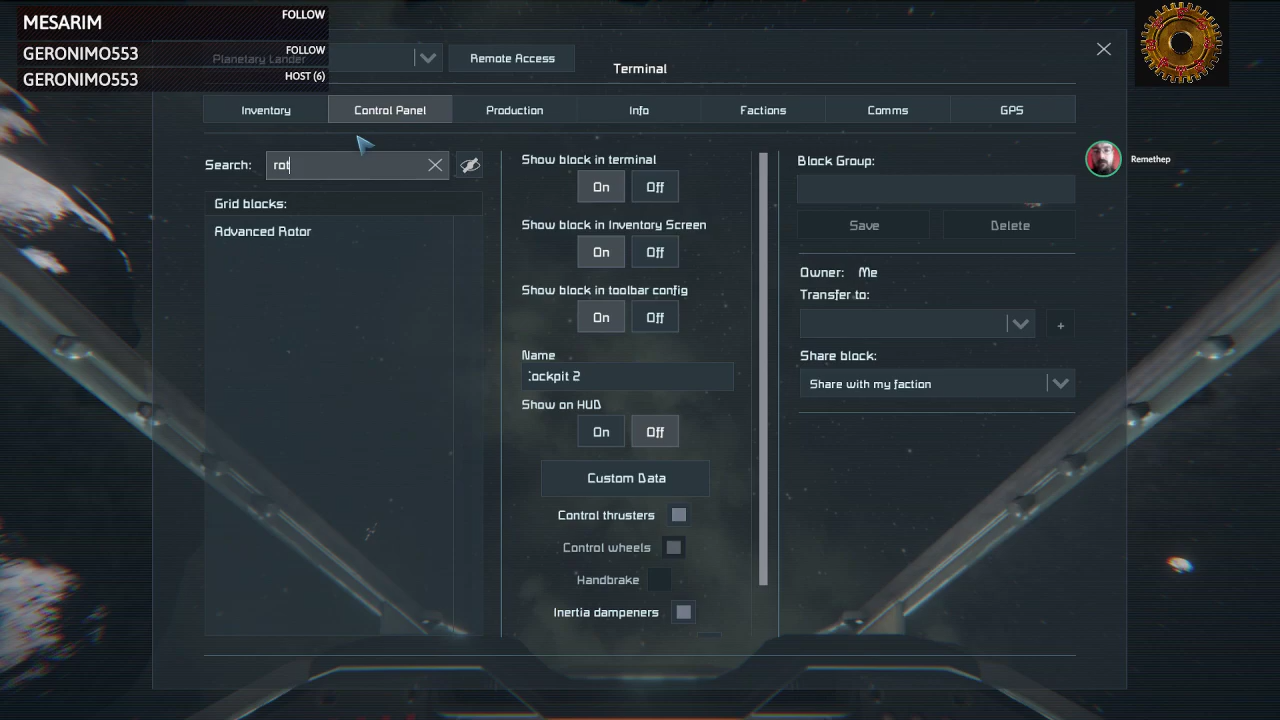 MESARIM FOLLOW
GERONIMO553 FOLLOW
GERONIMO553 HOST (6)
Planetary Lander
Remote Access
Terminal
Inventory
Control Panel
Production
Info
Factions
Comms
GPS
Search: rot
Grid blocks:
Advanced Rotor
Show block in terminal
On Off
Show block in Inventory Screen
On Off
Show block in toolbar config
On Off
Name
Cockpit 2
Show on HUD
On Off
Custom Data
Control thrusters
Control wheels
Handbrake
Inertia dampeners
Block Group:
Save Delete
Owner: Me
Transfer to:
+
Share block:
Share with my faction
Remethep